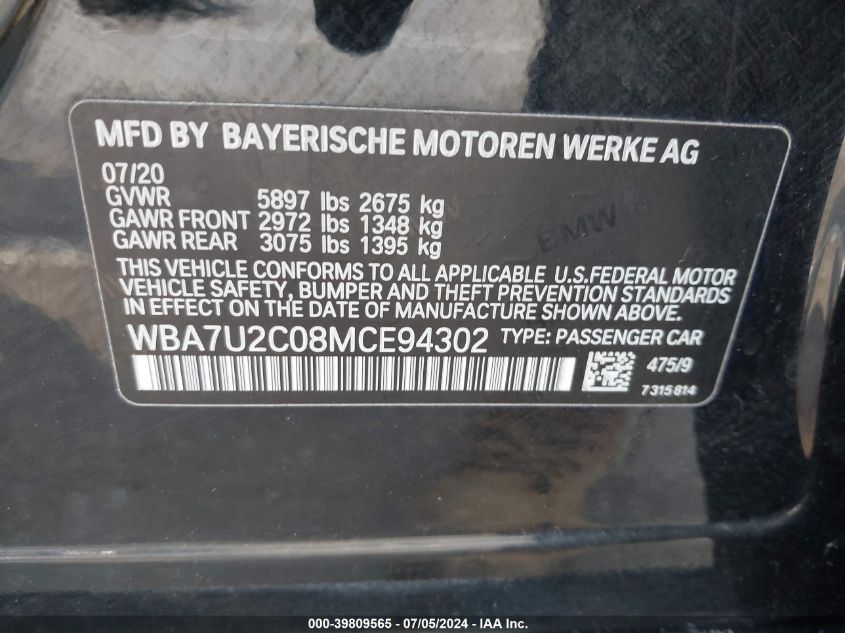 MFD BY BAYERISCHE MOTOREN WERKE AG
07/20
GVWR 5897 lbs 2675 kg
GAWR FRONT 2972 lbs 1348 kg
GAWR REAR 3075 lbs 1395 kg
THIS VEHICLE CONFORMS TO ALL APPLICABLE U.S.FEDERAL MOTOR
VEHICLE SAFETY, BUMPER AND THEFT PREVENTION STANDARDS
IN EFFECT ON THE DATE OF MANUFACTURE SHOWN ABOVE.
WBA7U2C08MCE94302 TYPE: PASSENGER CAR
475/9
7315814
BMW
000-39809565 / 07/05/2024 - IAA Inc.